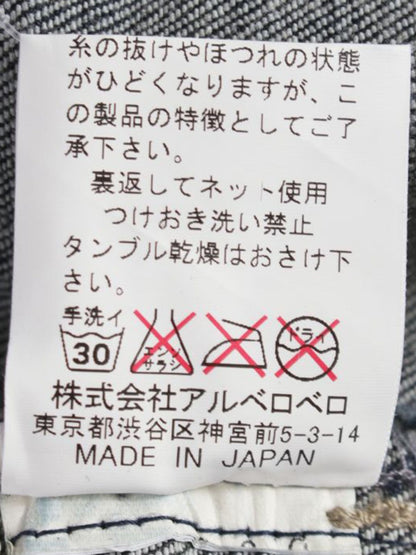 糸の抜けやほつれの状態
がひどくなりますが、こ
の製品の特徴としてご了
承下さい。
裏返してネット使用
つけおき洗い禁止
タンブル乾燥はおさけ下
さい。
手洗イ
30
エンソ
サラシ
ドライ
株式会社アルベロベロ
東京都渋谷区神宮前5-3-14
MADE IN JAPAN